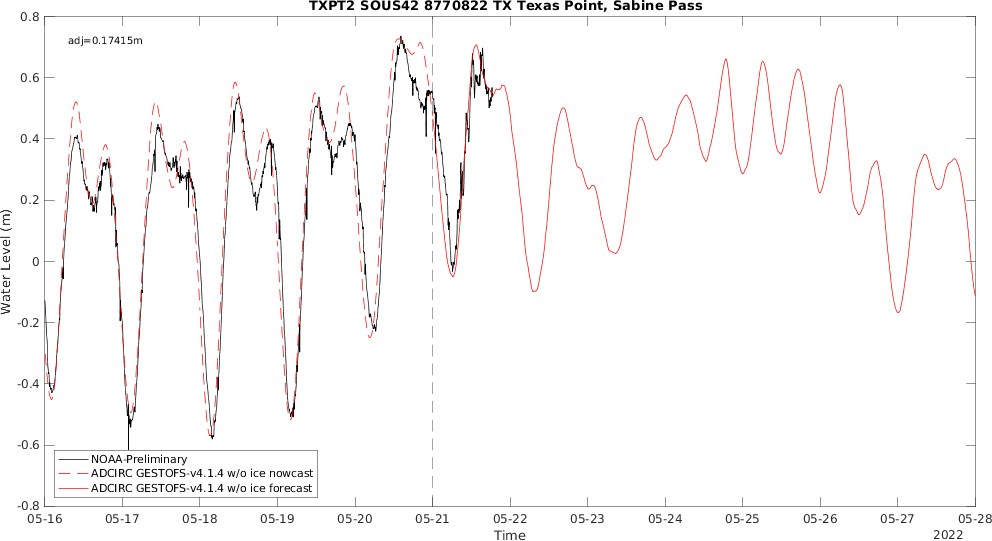 TXPT2 SOUS42 8770822 TX Texas Point, Sabine Pass
adj=0.17415m
0.8
0.6
0.4
0.2
0
-0.2
-0.4
-0.6
-0.8
Water Level (m)
NOAA-Preliminary
ADCIRC GESTOFS-v4.1.4 w/o ice nowcast
ADCIRC GESTOFS-v4.1.4 w/o ice forecast
05-16 05-17 05-18 05-19 05-20 05-21 05-22 05-23 05-24 05-25 05-26 05-27 05-28
Time
2022